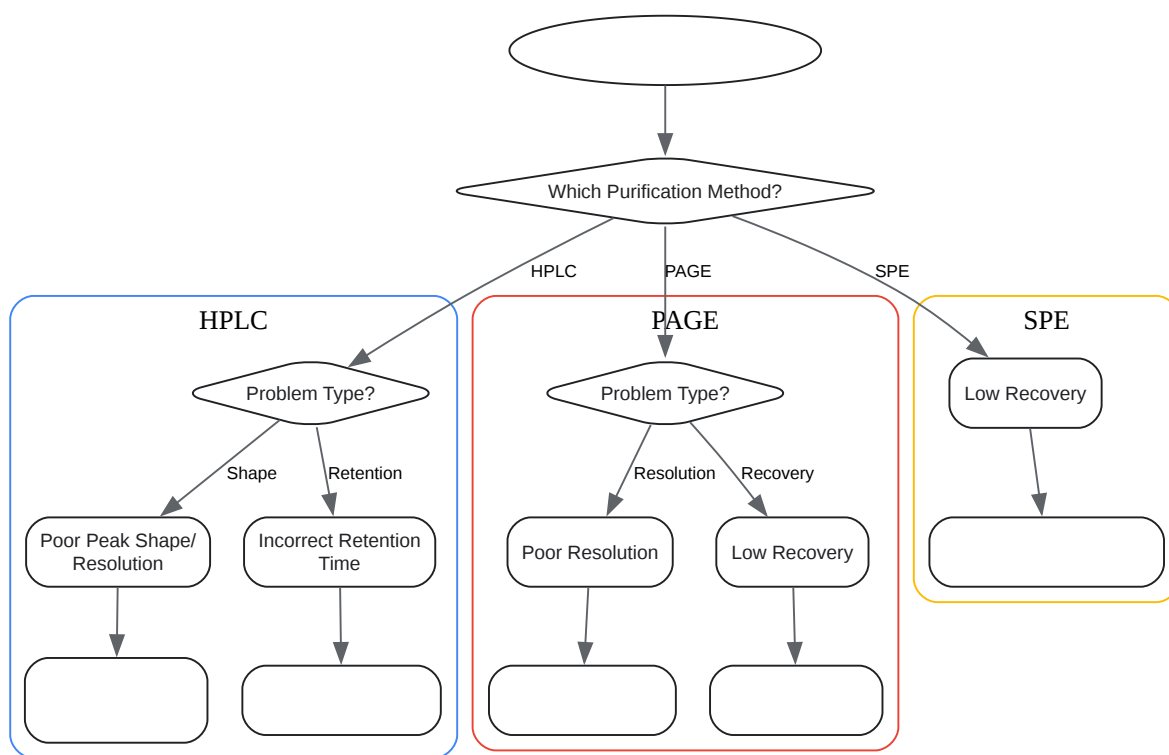 Which Purification Method?
HPLC
PAGE
SPE
HPLC
PAGE
SPE
Problem Type?
Problem Type?
Low Recovery
Shape
Retention
Resolution
Recovery
Poor Peak Shape/
Resolution
Incorrect Retention
Time
Poor Resolution
Low Recovery